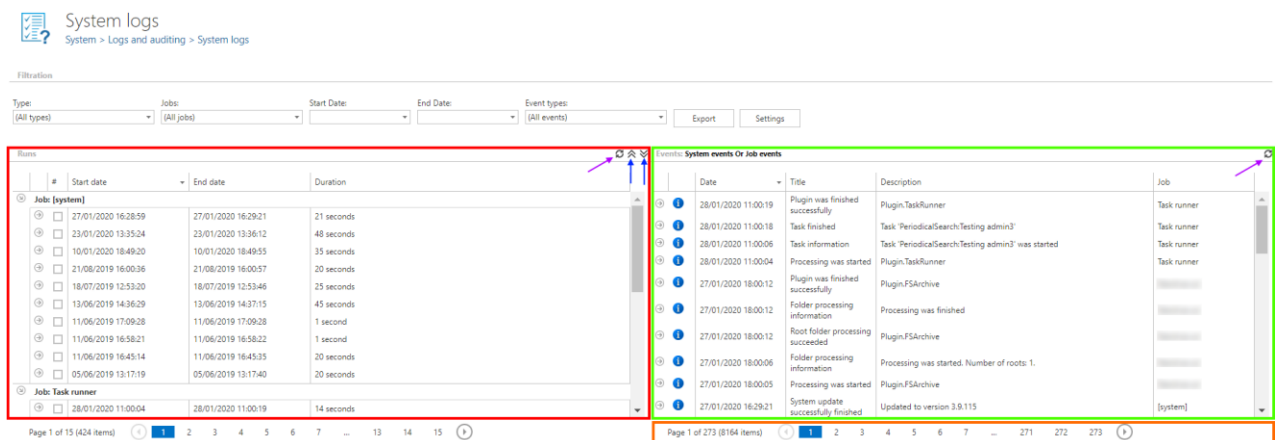 System logs
System > Logs and auditing > System logs
Filtration
Type: Jobs: Start Date: End Date: Event types:
(All types) (All jobs) (All events) Export Settings
Runs
# Start date End date Duration
Job: [system]
27/01/2020 16:28:59 27/01/2020 16:29:21 21 seconds
23/01/2020 13:35:24 23/01/2020 13:36:12 48 seconds
10/01/2020 18:49:20 10/01/2020 18:49:55 35 seconds
21/08/2019 16:00:36 21/08/2019 16:00:57 20 seconds
18/07/2019 12:53:20 18/07/2019 12:53:46 25 seconds
13/06/2019 14:36:29 13/06/2019 14:37:15 45 seconds
11/06/2019 17:09:28 11/06/2019 17:09:28 1 second
11/06/2019 16:58:21 11/06/2019 16:58:22 1 second
11/06/2019 16:45:14 11/06/2019 16:45:35 20 seconds
05/06/2019 13:17:19 05/06/2019 13:17:40 20 seconds
Job: Task runner
28/01/2020 11:00:04 28/01/2020 11:00:19 14 seconds
Page 1 of 15 (424 items) 1 2 3 4 5 6 7 ... 13 14 15
Events: System events Or Job events
Date Title Description Job
28/01/2020 11:00:19 Plugin was finished successfully Plugin.TaskRunner Task runner
28/01/2020 11:00:18 Task finished Task 'PeriodicalSearch:Testing admin3' Task runner
28/01/2020 11:00:06 Task information Task 'PeriodicalSearch:Testing admin3' was started Task runner
28/01/2020 11:00:04 Processing was started Plugin.TaskRunner Task runner
27/01/2020 18:00:12 Plugin was finished successfully Plugin.FSArchive
27/01/2020 18:00:12 Folder processing information Processing was finished
27/01/2020 18:00:12 Root folder processing succeeded Plugin.FSArchive
27/01/2020 18:00:06 Folder processing information Processing was started. Number of roots: 1.
27/01/2020 18:00:05 Processing was started Plugin.FSArchive
27/01/2020 16:29:21 System update successfully finished Updated to version 3.9.115 [system]
Page 1 of 273 (8164 items) 1 2 3 4 5 6 7 ... 271 272 273